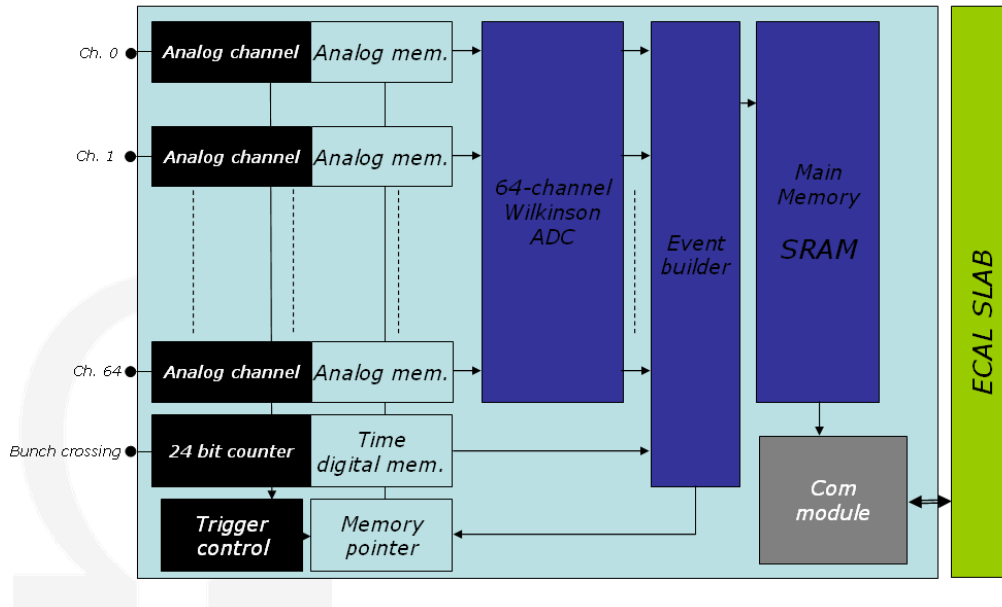 Ch. 0
Analog channel
Analog mem.
Ch. 1
Analog channel
Analog mem.
64-channel
Wilkinson
ADC
Event
builder
Main
Memory
SRAM
ECAL SLAB
Ch. 64
Analog channel
Analog mem.
Bunch crossing
24 bit counter
Time
digital mem.
Trigger
control
Memory
pointer
Com
module